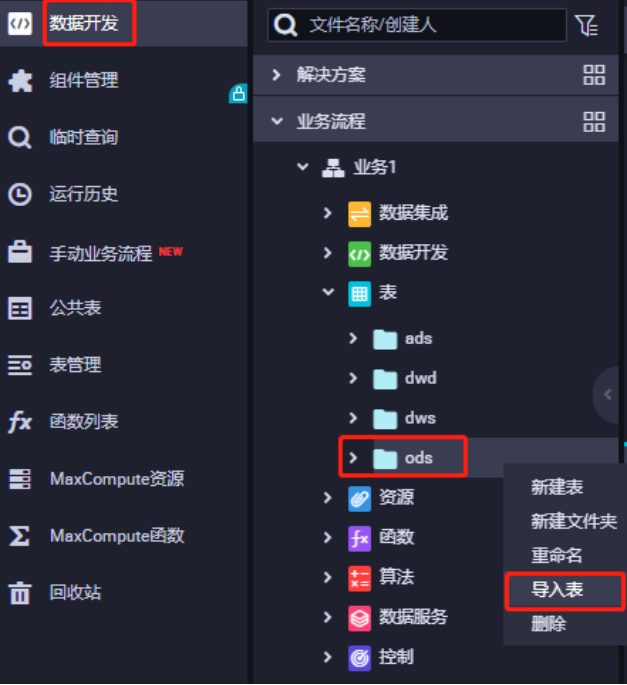 数据开发
组件管理
临时查询
运行历史
手动业务流程 NEW
公共表
表管理
函数列表
MaxCompute资源
MaxCompute函数
回收站
文件名称/创建人
解决方案
业务流程
业务1
数据集成
数据开发
表
ads
dwd
dws
ods
资源
函数
算法
数据服务
控制
新建表
新建文件夹
重命名
导入表
删除